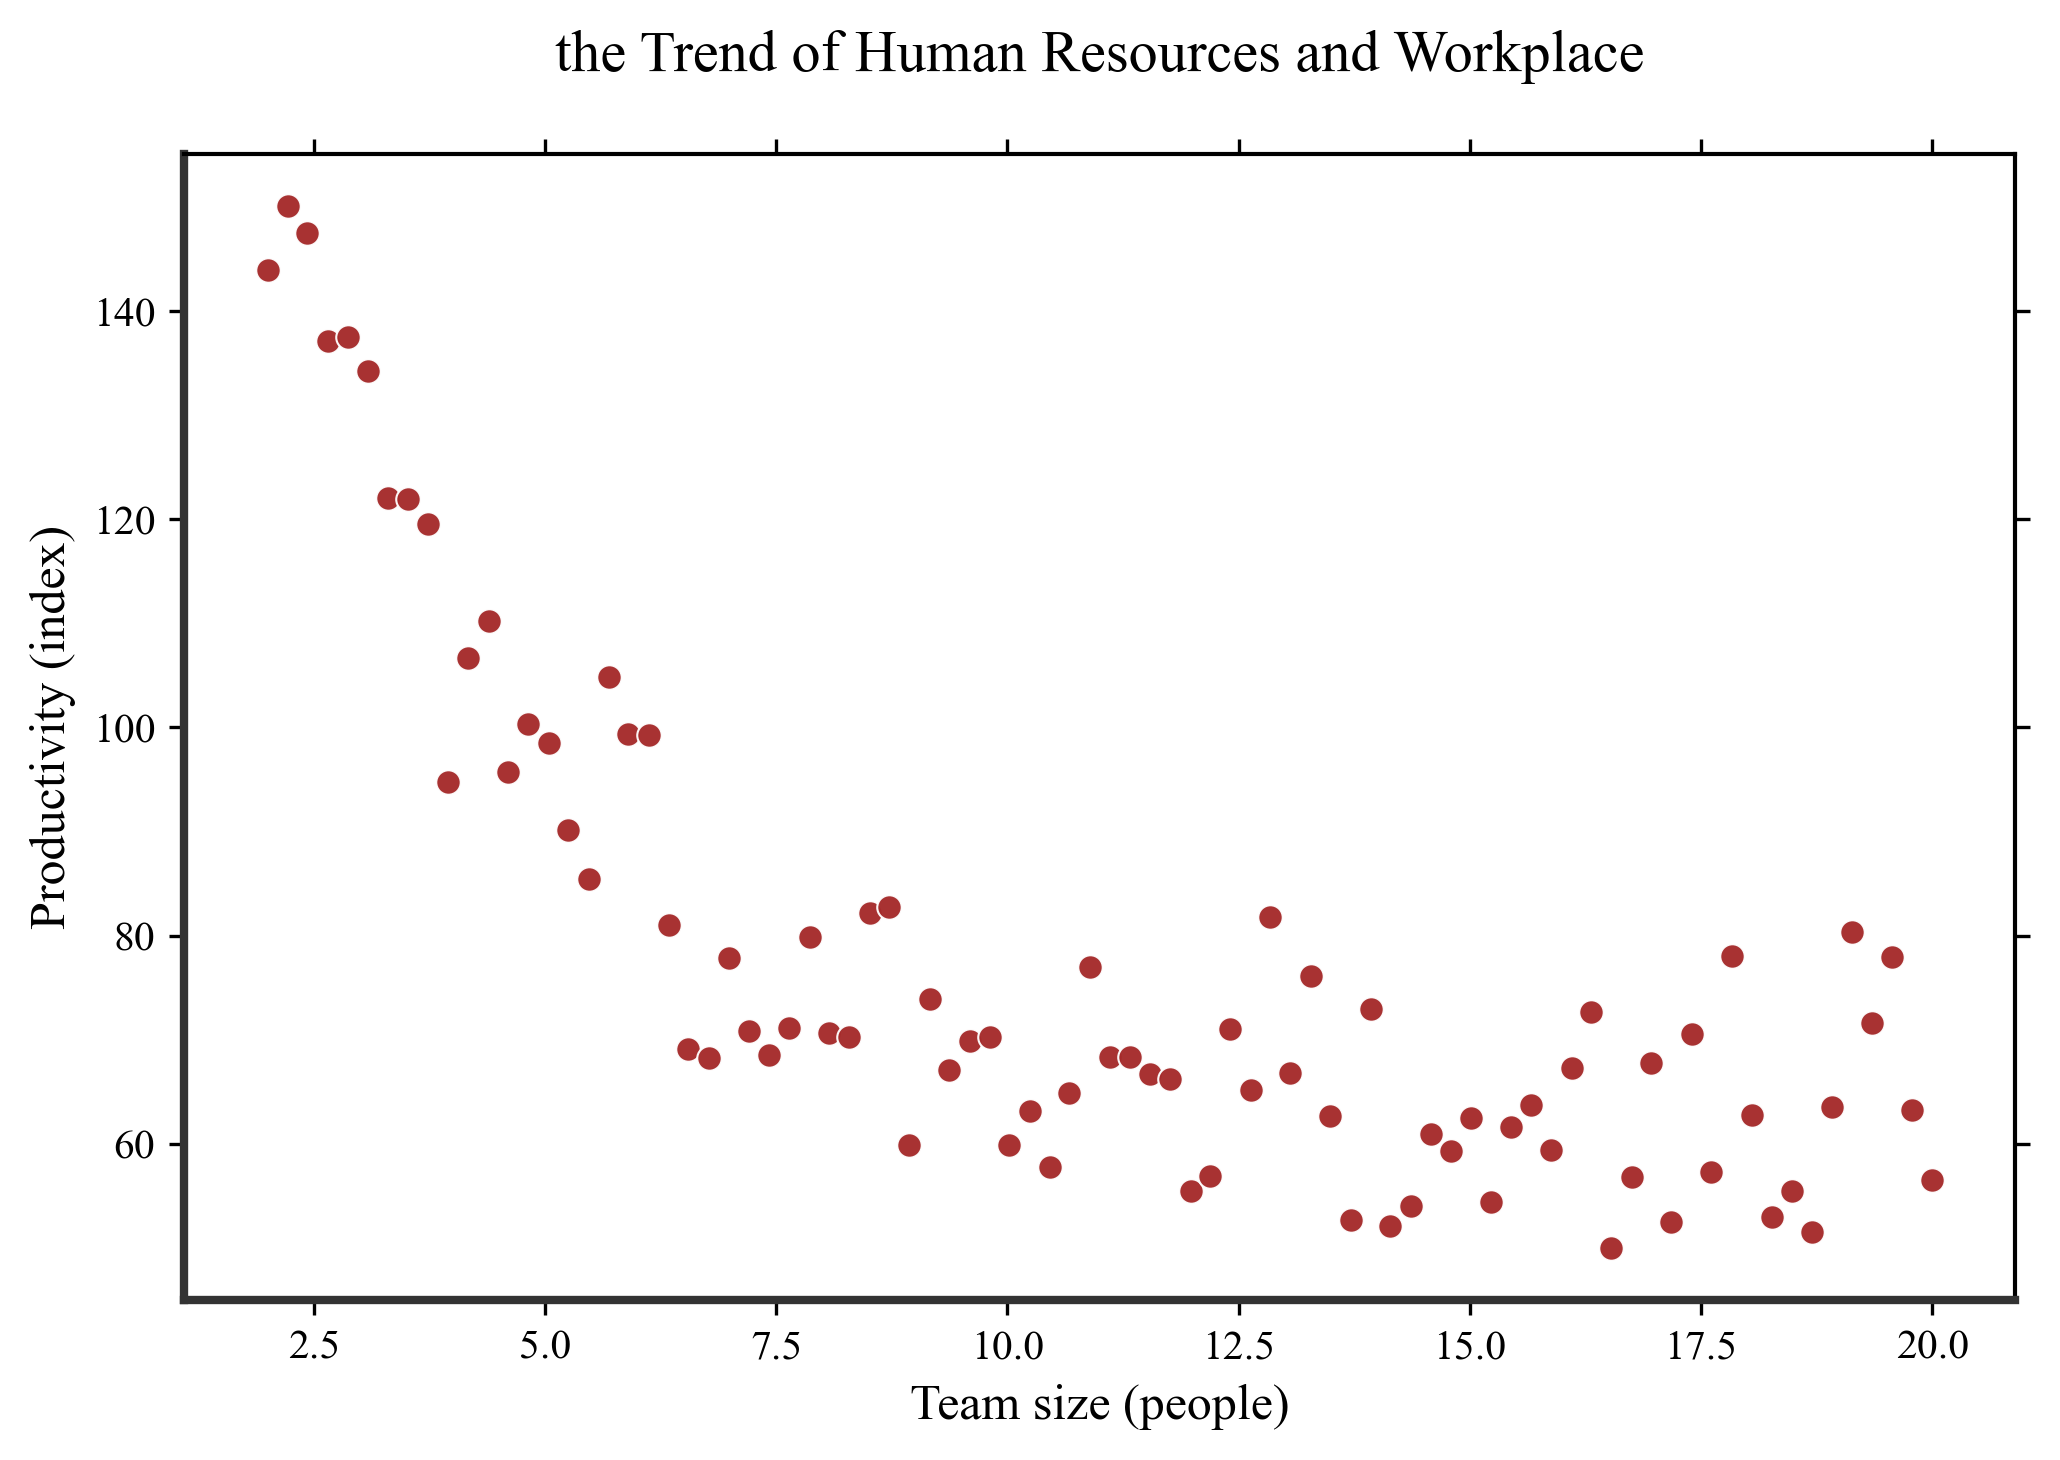 the Trend of Human Resources and Workplace
Productivity (index)
140
120
100
80
60
2.5 5.0 7.5 10.0 12.5 15.0 17.5 20.0
Team size (people)